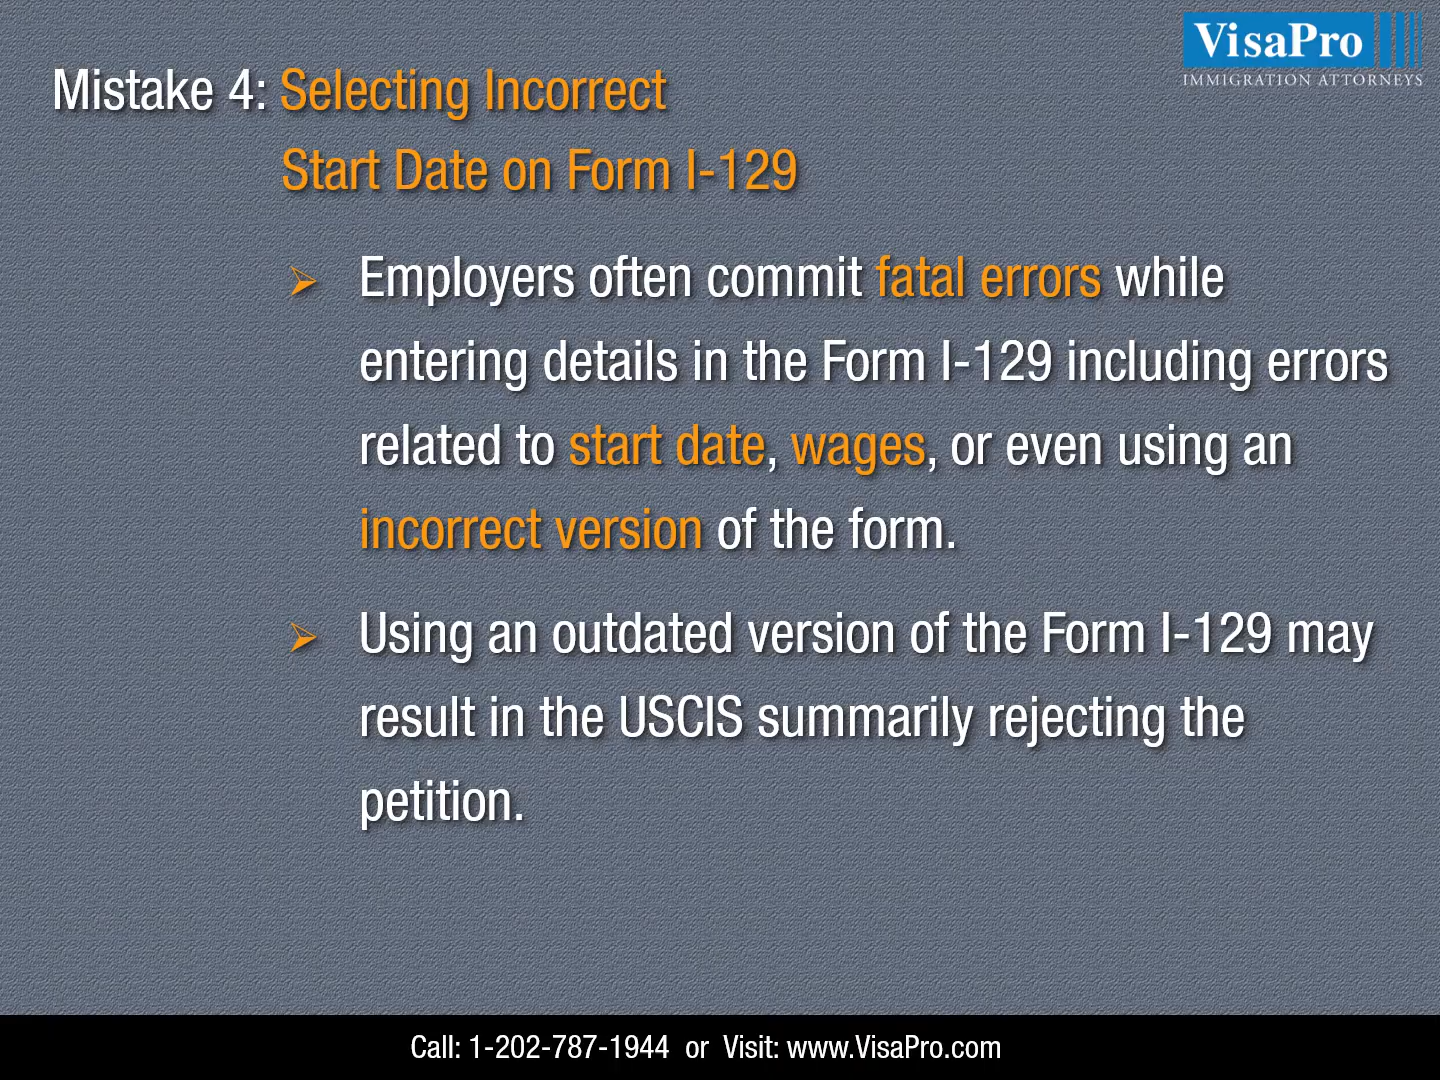 VisaPro
IMMIGRATION ATTORNEYS
Mistake 4: Selecting Incorrect
Start Date on Form I-129
Employers often commit fatal errors while
entering details in the Form I-129 including errors
related to start date, wages, or even using an
incorrect version of the form.
Using an outdated version of the Form I-129 may
result in the USCIS summarily rejecting the
petition.
Call: 1-202-787-1944 or Visit: www.VisaPro.com